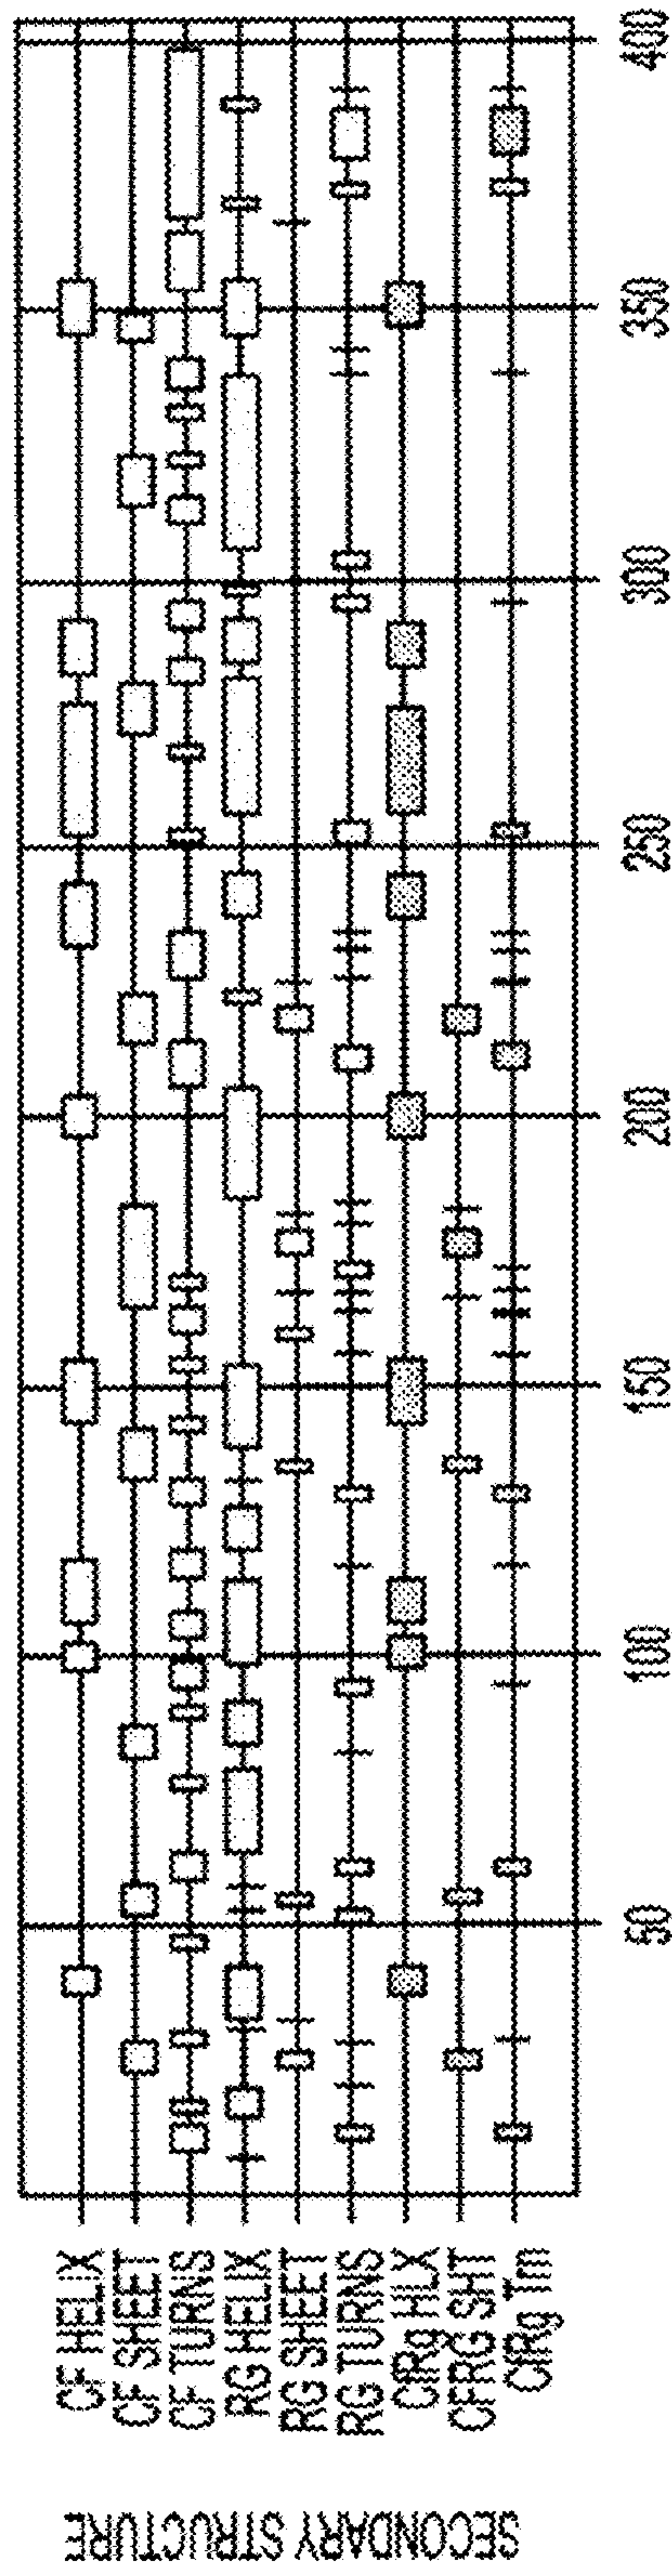 SECONDARY STRUCTURE
CF HELIX
CF SHEET
CF TURNS
RG HELIX
RG SHEET
RG TURNS
CfRg HLX
CFRG SHT
CfRg Trn
50 100 150 200 250 300 350 400